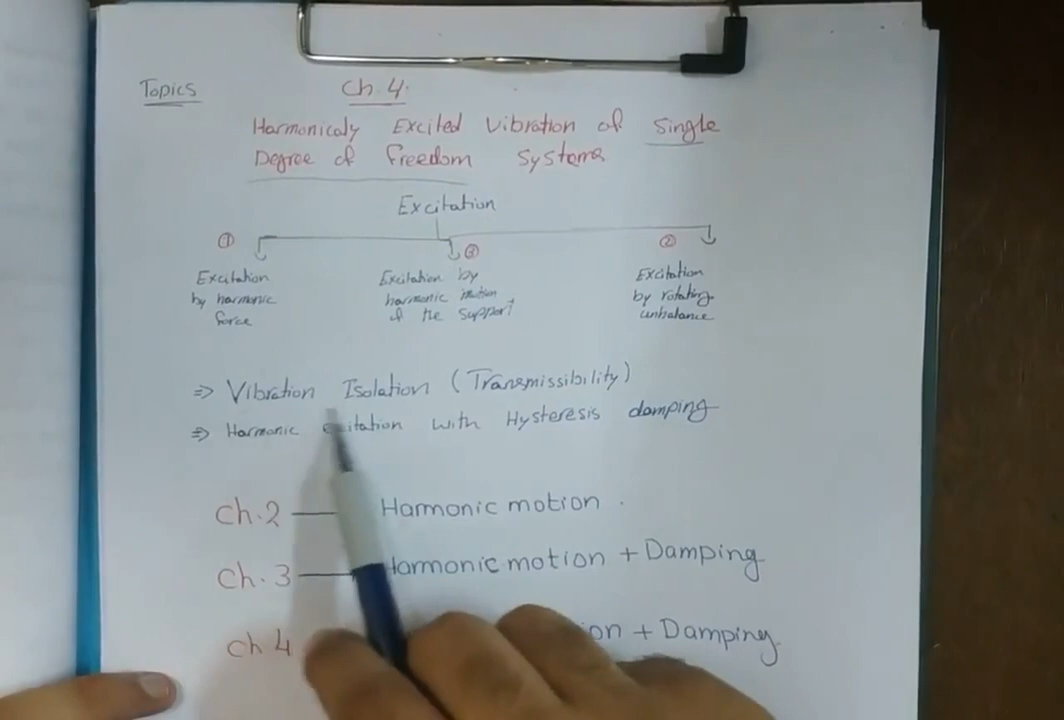 Topics
Ch. 4.
Harmonicaly Excited Vibration of Single
Degree of freedom Systems
Excitation
① ③ ②
Excitation
by harmonic
force
Excitation by
harmonic motion
of the support
Excitation
by rotating
unbalance
⇒ Vibration Isolation (Transmissibility)
⇒ Harmonic with Hysteresis damping
Ch.2 — Harmonic motion.
Ch. 3 — Harmonic motion + Damping
Ch 4 + Damping.